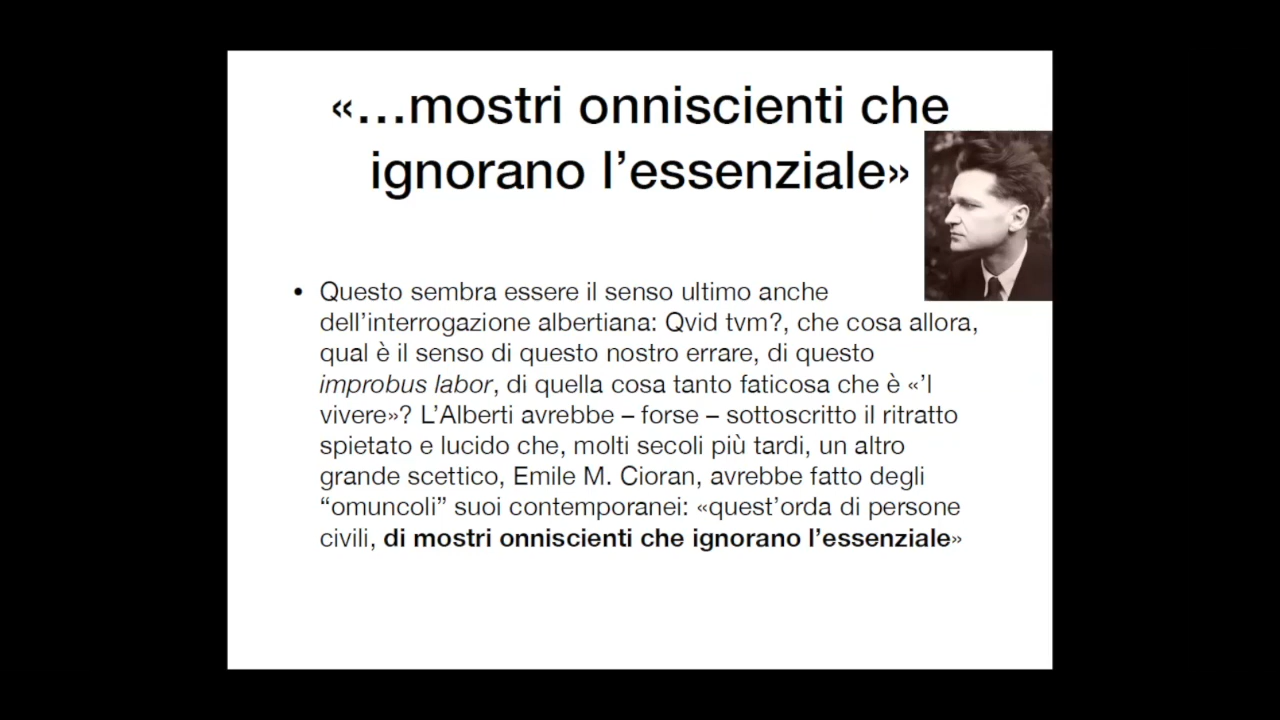 «…mostri onniscienti che
ignorano l’essenziale»
• Questo sembra essere il senso ultimo anche
dell’interrogazione albertiana: Qvid tvm?, che cosa allora,
qual è il senso di questo nostro errare, di questo
improbus labor, di quella cosa tanto faticosa che è «’l
vivere»? L’Alberti avrebbe – forse – sottoscritto il ritratto
spietato e lucido che, molti secoli più tardi, un altro
grande scettico, Emile M. Cioran, avrebbe fatto degli
“omuncoli” suoi contemporanei: «quest’orda di persone
civili, di mostri onniscienti che ignorano l’essenziale»